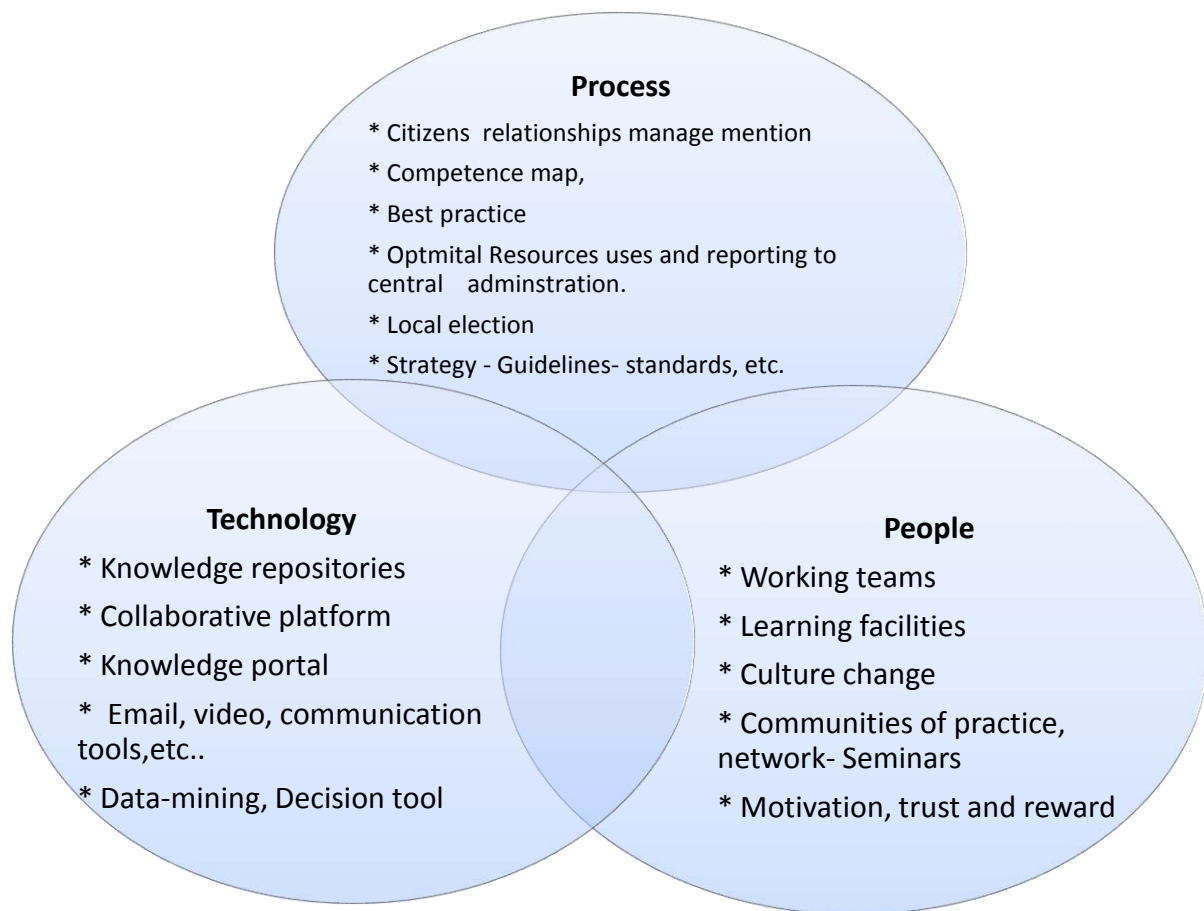 Process
* Citizens relationships manage mention
* Competence map,
* Best practice
* Optmital Resources uses and reporting to
central adminstration.
* Local election
* Strategy - Guidelines- standards, etc.
Technology
* Knowledge repositories
* Collaborative platform
* Knowledge portal
* Email, video, communication
tools,etc..
* Data-mining, Decision tool
People
* Working teams
* Learning facilities
* Culture change
* Communities of practice,
network- Seminars
* Motivation, trust and reward